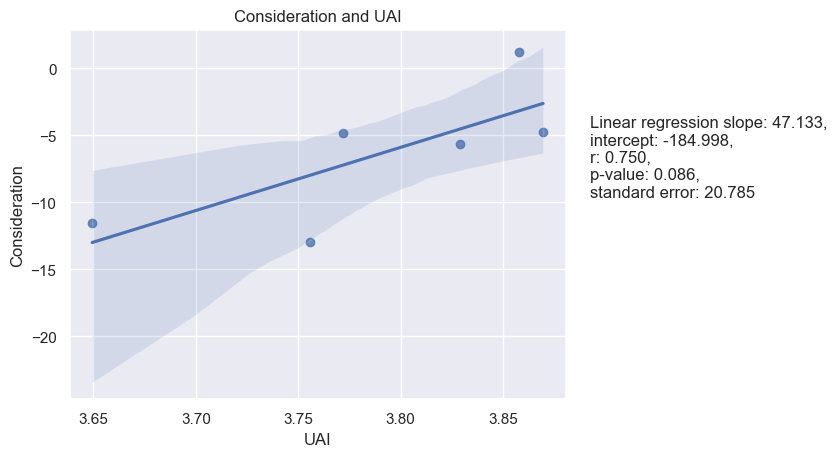 Consideration and UAI
0
−5
−10
−15
−20
Consideration
3.65
3.70
3.75
3.80
3.85
UAI
Linear regression slope: 47.133,
intercept: -184.998,
r: 0.750,
p-value: 0.086,
standard error: 20.785